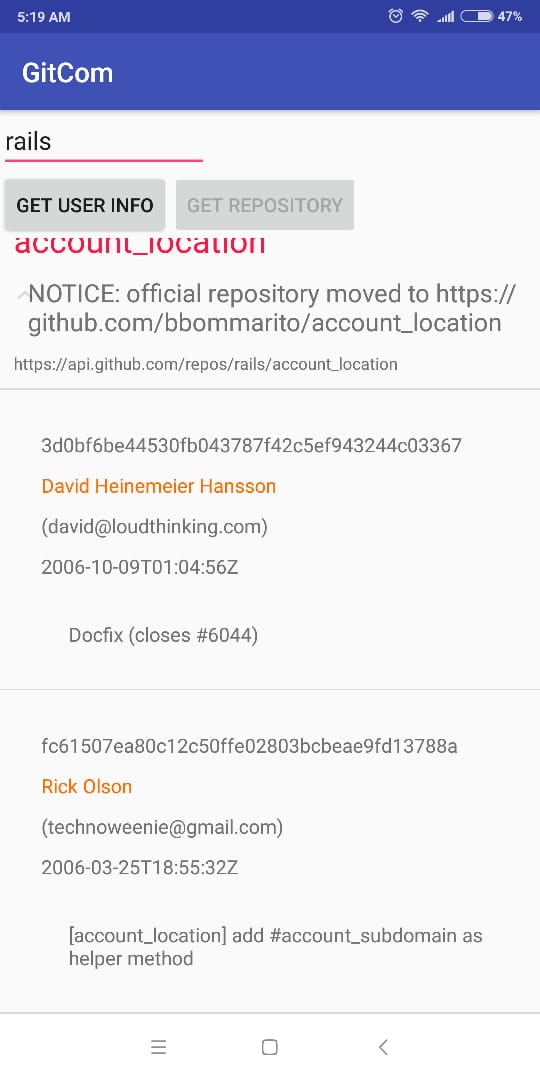 5:19 AM 47%
GitCom
rails
GET USER INFO GET REPOSITORY
account_location
NOTICE: official repository moved to https://
github.com/bbommarito/account_location
https://api.github.com/repos/rails/account_location
3d0bf6be44530fb043787f42c5ef943244c03367
David Heinemeier Hansson
(david@loudthinking.com)
2006-10-09T01:04:56Z
Docfix (closes #6044)
fc61507ea80c12c50ffe02803bcbeae9fd13788a
Rick Olson
(technoweenie@gmail.com)
2006-03-25T18:55:32Z
[account_location] add #account_subdomain as
helper method